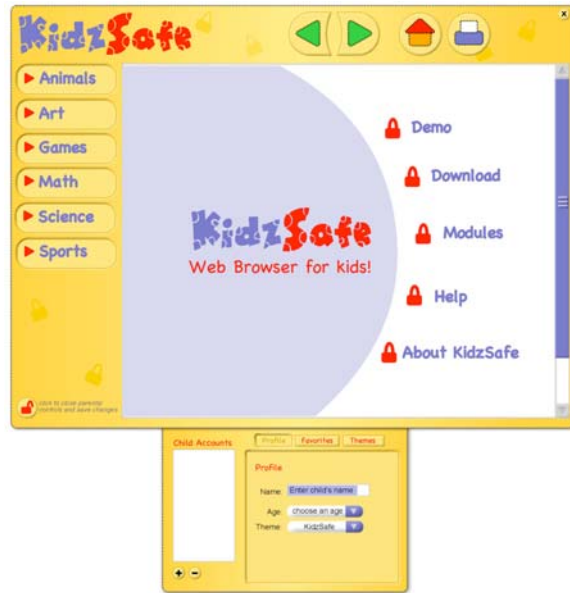 KidzSafe
x
Animals
Art
Games
Math
Science
Sports
KidzSafe
Web Browser for kids!
Demo
Download
Modules
Help
About KidzSafe
click to close parental
controls and save changes
Child Accounts
Profile
Favorites
Themes
Profile
Name: Enter child's name
Age: choose an age
Theme: KidzSafe